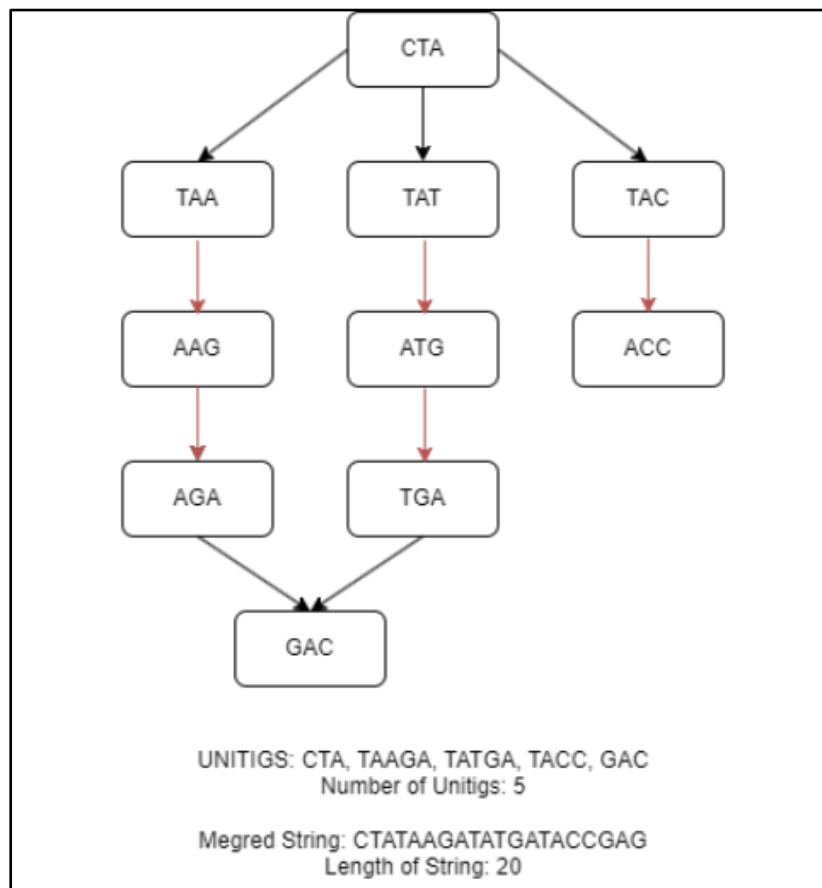 CTA
TAA TAT TAC
AAG ATG ACC
AGA TGA
GAC
UNITIGS: CTA, TAAGA, TATGA, TACC, GAC
Number of Unitigs: 5
Megred String: CTATAAGATATGATACCGAG
Length of String: 20